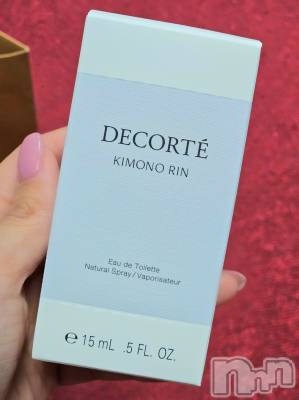 DECORTÉ
KIMONO RIN
Eau de Toilette
Natural Spray/Vaporisateur
℮ 15 mL .5 FL. OZ.